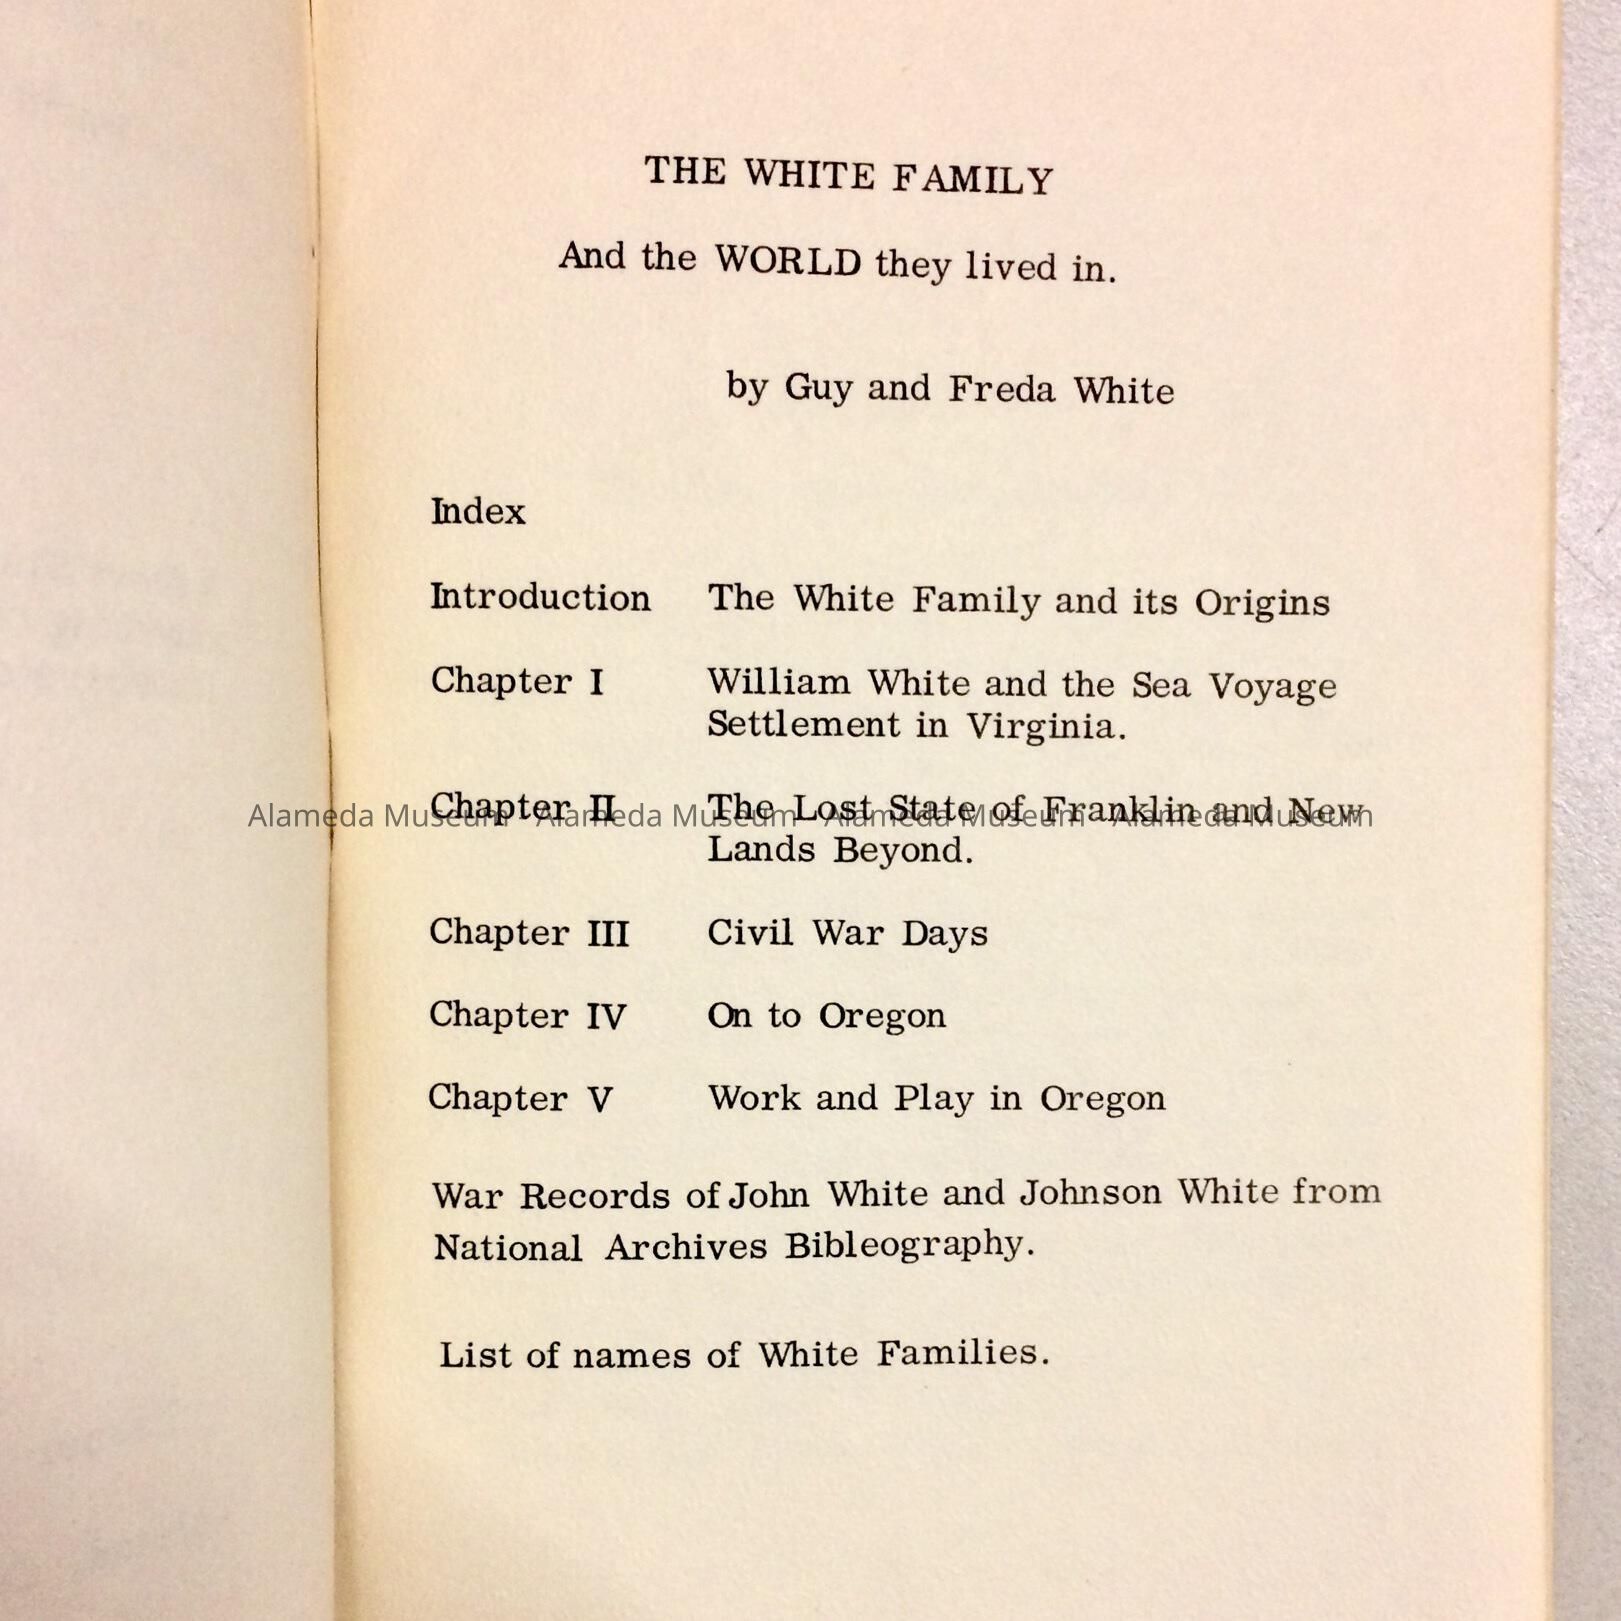 THE WHITE FAMILY
And the WORLD they lived in.
by Guy and Freda White
Index
Introduction The White Family and its Origins
Chapter I William White and the Sea Voyage
Settlement in Virginia.
Chapter II The Lost State of Franklin and New
Alameda Museum - Alameda Museum - Alameda Museum - Alameda Museum
Lands Beyond.
Chapter III Civil War Days
Chapter IV On to Oregon
Chapter V Work and Play in Oregon
War Records of John White and Johnson White from
National Archives Bibleography.
List of names of White Families.